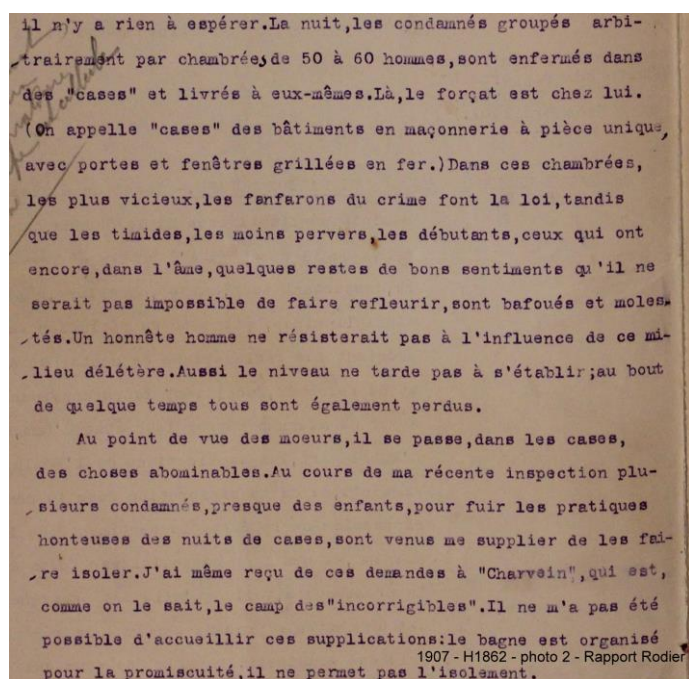 il n'y a rien à espérer.La nuit,les condamnés groupés arbi-
trairement par chambrées de 50 à 60 hommes,sont enfermés dans
des "cases" et livrés à eux-mêmes.Là,le forçat est chez lui.
(On appelle "cases" des bâtiments en maçonnerie à pièce unique,
avec portes et fenêtres grillées en fer.)Dans ces chambrées,
les plus vicieux,les fanfarons du crime font la loi,tandis
que les timides,les moins pervers,les débutants,ceux qui ont
encore,dans l'âme,quelques restes de bons sentiments qu'il ne
serait pas impossible de faire refleurir,sont bafoués et moles-
tés.Un honnête homme ne résisterait pas à l'influence de ce mi-
lieu délétère.Aussi le niveau ne tarde pas à s'établir;au bout
de quelque temps tous sont également perdus.
Au point de vue des moeurs,il se passe,dans les cases,
des choses abominables.Au cours de ma récente inspection plu-
sieurs condamnés,presque des enfants,pour fuir les pratiques
honteuses des nuits de cases,sont venus me supplier de les fai-
re isoler.J'ai même reçu de ces demandes à "Charvein",qui est,
comme on le sait,le camp des"incorrigibles".Il ne m'a pas été
possible d'accueillir ces supplications:le bagne est organisé
pour la promiscuité,il ne permet pas l'isolement.
1907 - H1862 - photo 2 - Rapport Rodier